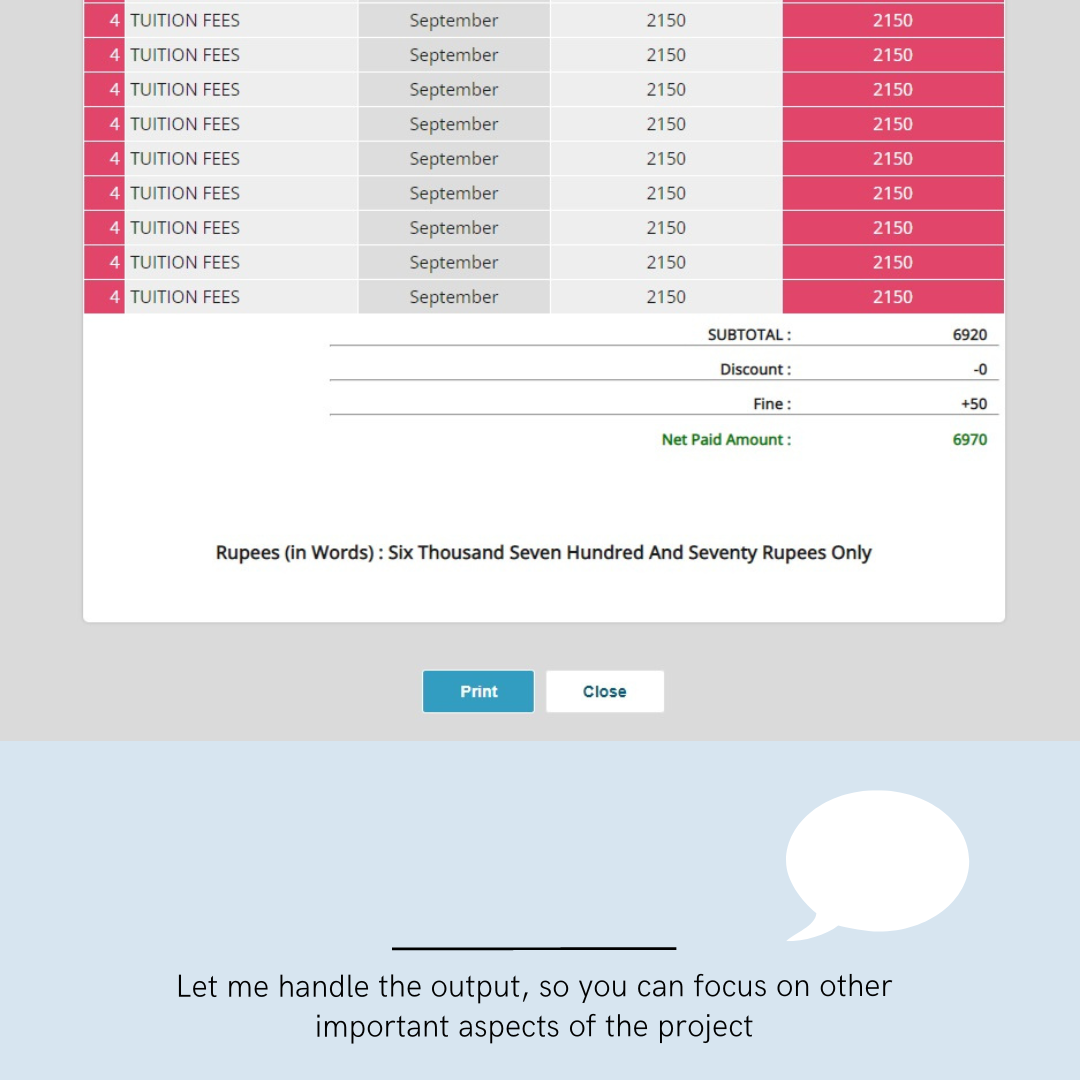 4 TUITION FEES September 2150 2150
4 TUITION FEES September 2150 2150
4 TUITION FEES September 2150 2150
4 TUITION FEES September 2150 2150
4 TUITION FEES September 2150 2150
4 TUITION FEES September 2150 2150
4 TUITION FEES September 2150 2150
4 TUITION FEES September 2150 2150
4 TUITION FEES September 2150 2150
SUBTOTAL : 6920
Discount : -0
Fine : +50
Net Paid Amount : 6970
Rupees (in Words) : Six Thousand Seven Hundred And Seventy Rupees Only
Print Close
Let me handle the output, so you can focus on other
important aspects of the project